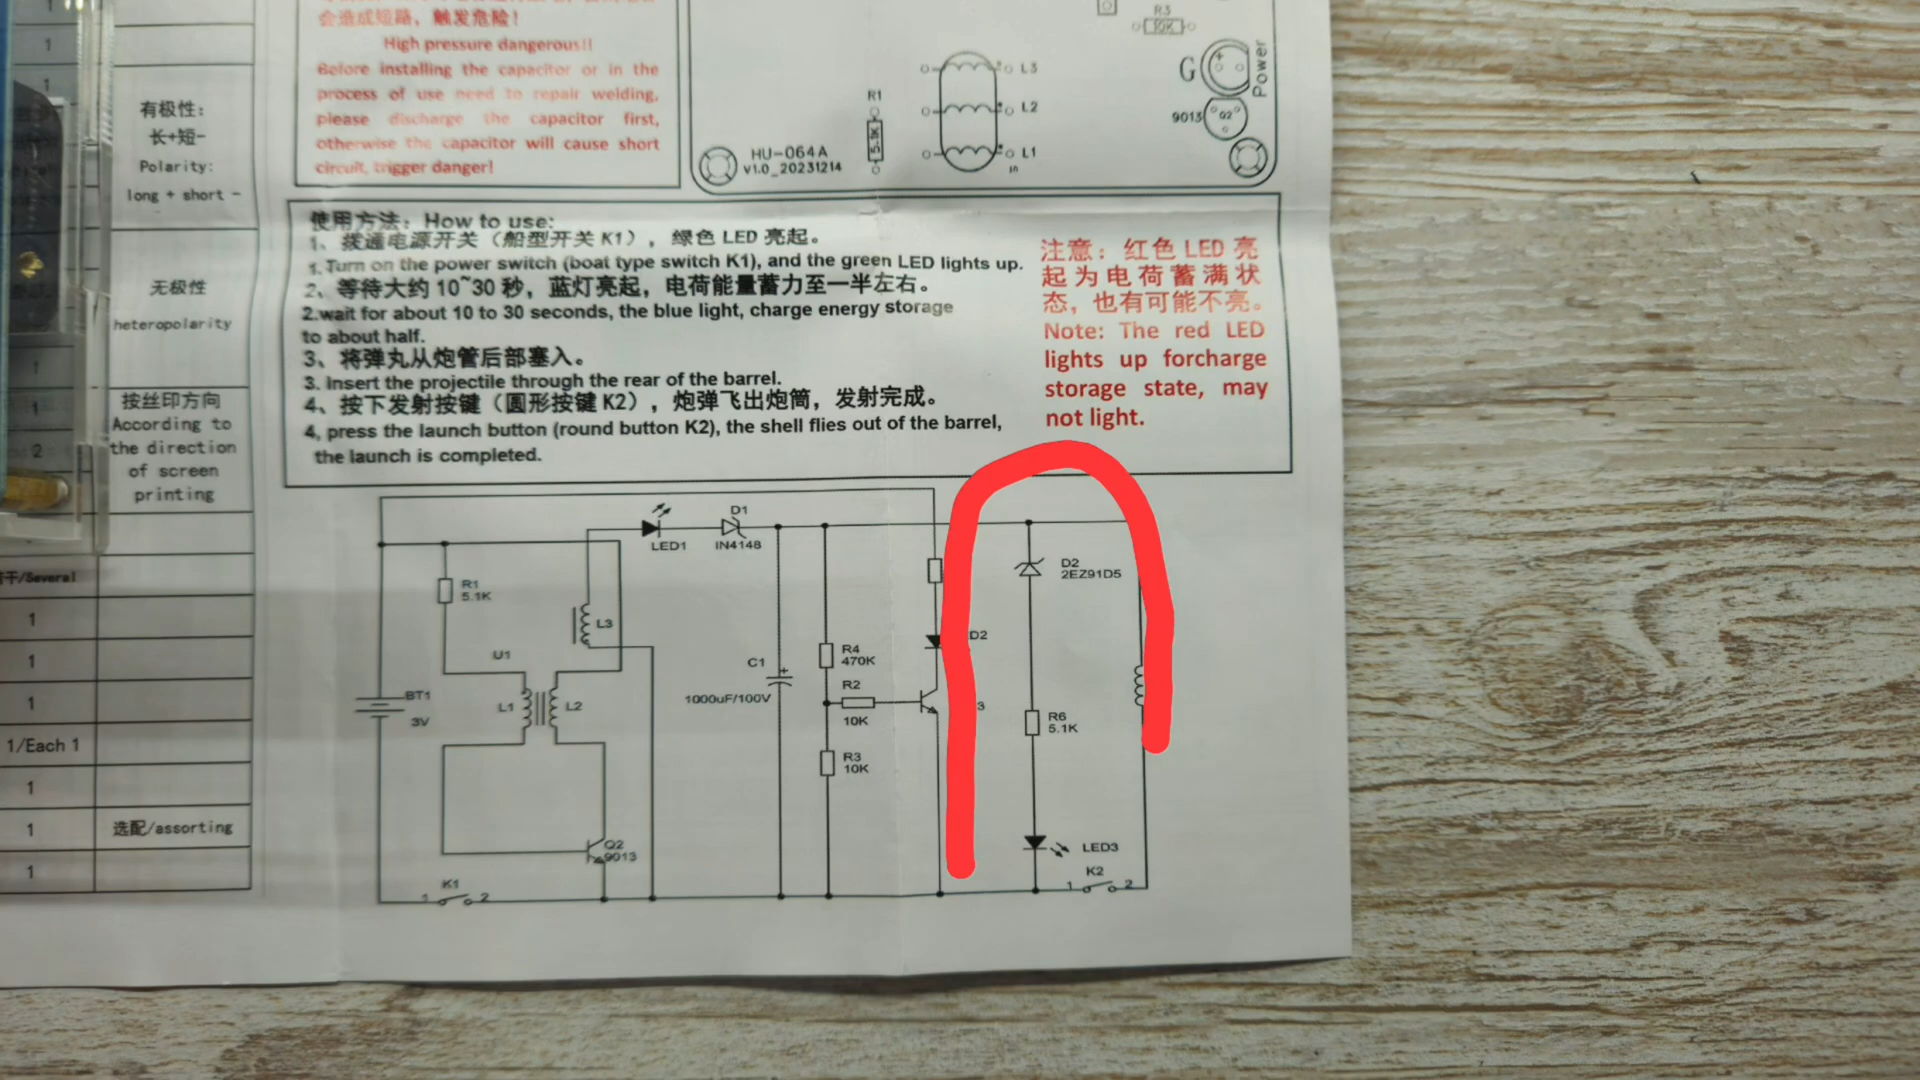 会造成短路，触发危险！
High pressure dangerous!!
Before installing the capacitor or in the
process of use need to repair welding,
please discharge the capacitor first,
otherwise the capacitor will cause short
circuit, trigger danger!
1
1
有极性：
长+短-
Polarity:
long + short -
无极性
heteropolarity
1
按丝印方向
1
According to
the direction
2
of screen
printing
干/Several
1
1
1
1/Each 1
1
1
选配/assorting
1
R3
10K
L3
L2
L1
in
R1
5.1K
HU-064A
v1.0_20231214
G
Power
9013
Q2
使用方法：How to use:
1、拨通电源开关（船型开关 K1），绿色 LED 亮起。
1.Turn on the power switch (boat type switch K1), and the green LED lights up.
2、等待大约 10~30 秒，蓝灯亮起，电荷能量蓄力至一半左右。
2.wait for about 10 to 30 seconds, the blue light, charge energy storage
to about half.
3、将弹丸从炮管后部塞入。
3. Insert the projectile through the rear of the barrel.
4、按下发射按键（圆形按键 K2），炮弹飞出炮筒，发射完成。
4, press the launch button (round button K2), the shell flies out of the barrel,
the launch is completed.
注意：红色 LED 亮
起为电荷蓄满状
态，也有可能不亮。
Note: The red LED
lights up forcharge
storage state, may
not light.
LED1
D1
IN4148
R1
5.1K
L3
U1
L1
L2
BT1
3V
C1
1000uF/100V
R4
470K
R2
10K
R3
10K
D2
3
D2
2EZ91D5
R6
5.1K
LED3
K2
1
2
Q2
9013
K1
1
2